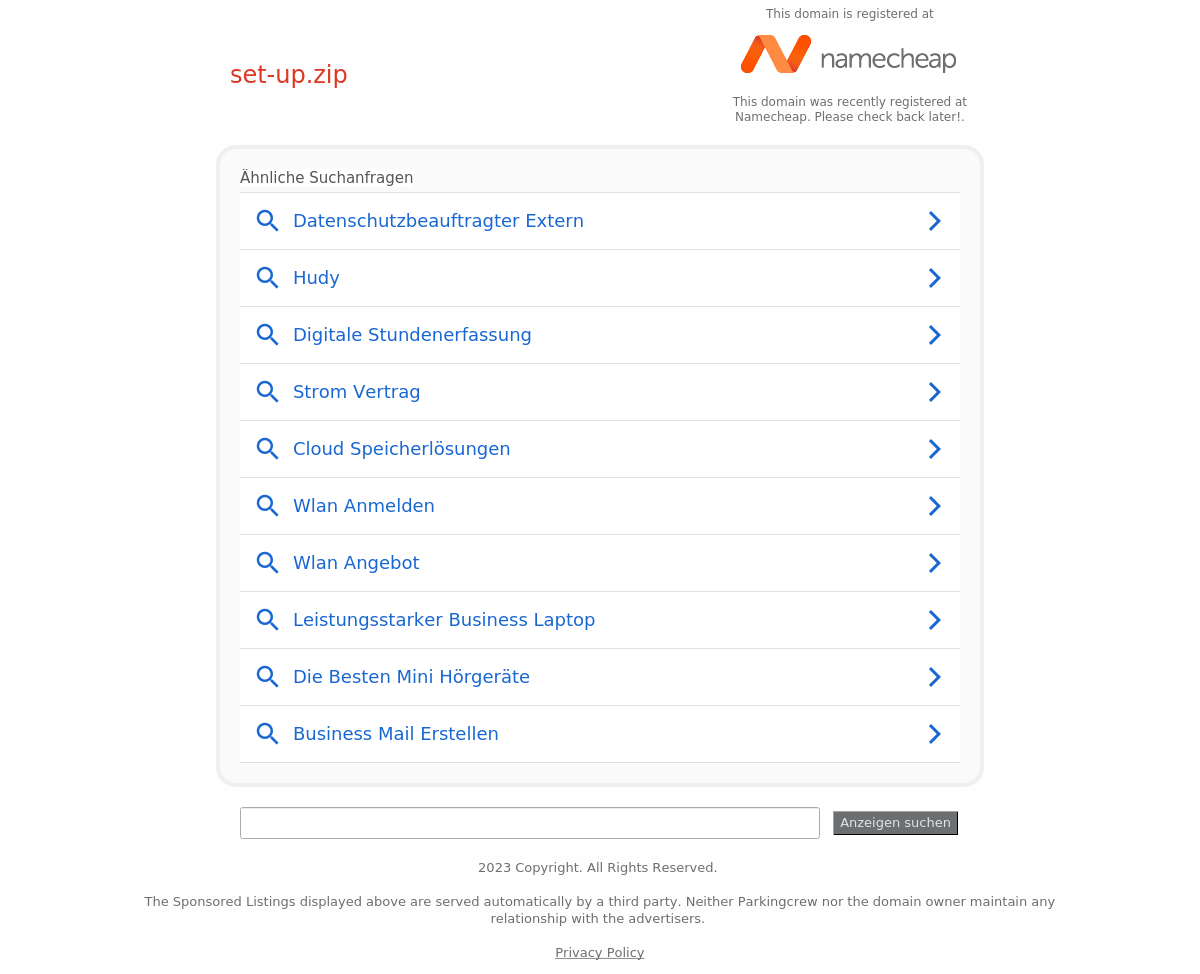 This domain is registered at
set-up.zip
namecheap
This domain was recently registered at
Namecheap. Please check back later!.
Ähnliche Suchanfragen
Datenschutzbeauftragter Extern
Hudy
Digitale Stundenerfassung
Strom Vertrag
Cloud Speicherlösungen
Wlan Anmelden
Wlan Angebot
Leistungsstarker Business Laptop
Die Besten Mini Hörgeräte
Business Mail Erstellen
Anzeigen suchen
2023 Copyright. All Rights Reserved.
The Sponsored Listings displayed above are served automatically by a third party. Neither Parkingcrew nor the domain owner maintain any
relationship with the advertisers.
Privacy Policy